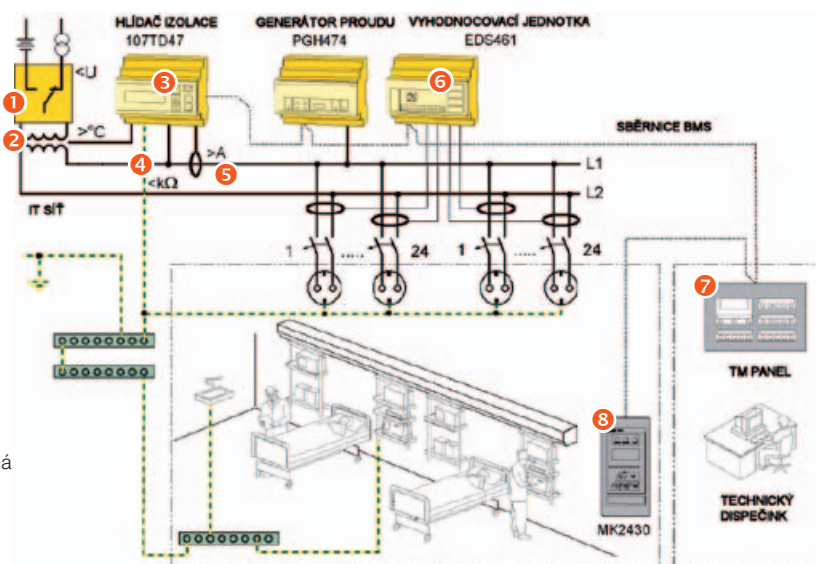 HLÍDAČ IZOLACE
107TD47
GENERÁTOR PROUDU
PGH474
VYHODNOCOVACÍ JEDNOTKA
EDS461
<U
1
3
6
2
>°C
SBĚRNICE BMS
4
>A
5
L1
<kΩ
L2
IT SÍŤ
1 ..... 24
1 ..... 24
7
TM PANEL
8
á
MK2430
TECHNICKÝ
DISPEČINK